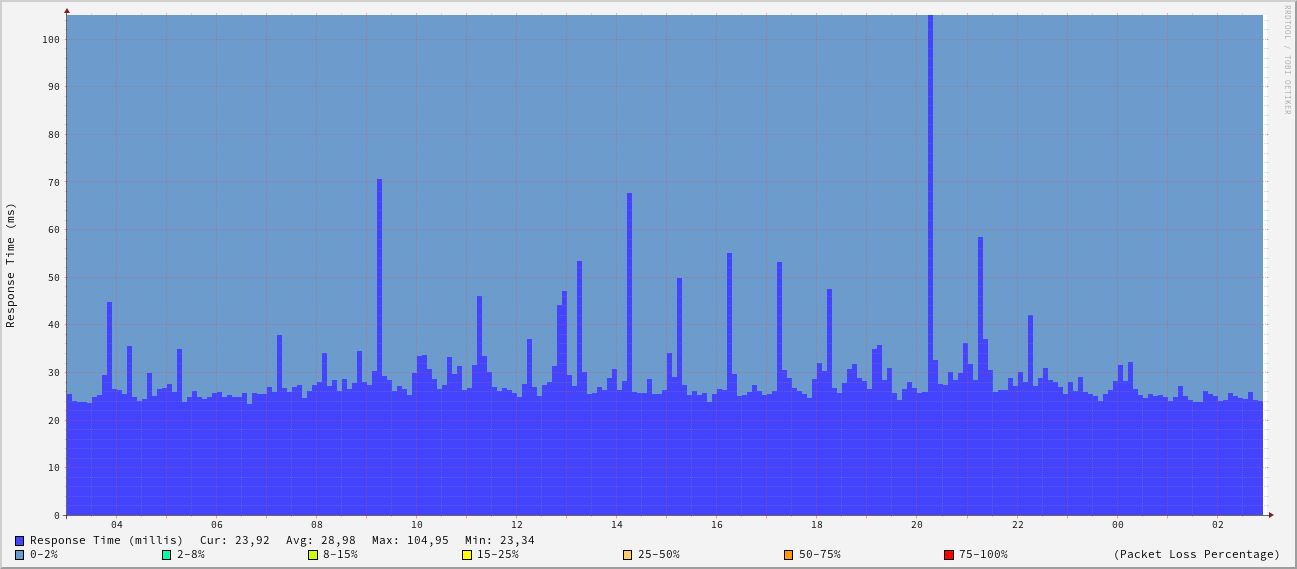 RRDTOOL / TOBI OETIKER
Response Time (ms)
100
90
80
70
60
50
40
30
20
10
0
04 06 08 10 12 14 16 18 20 22 00 02
Response Time (millis) Cur: 23,92 Avg: 28,98 Max: 104,95 Min: 23,34
0-2% 2-8% 8-15% 15-25% 25-50% 50-75% 75-100% (Packet Loss Percentage)